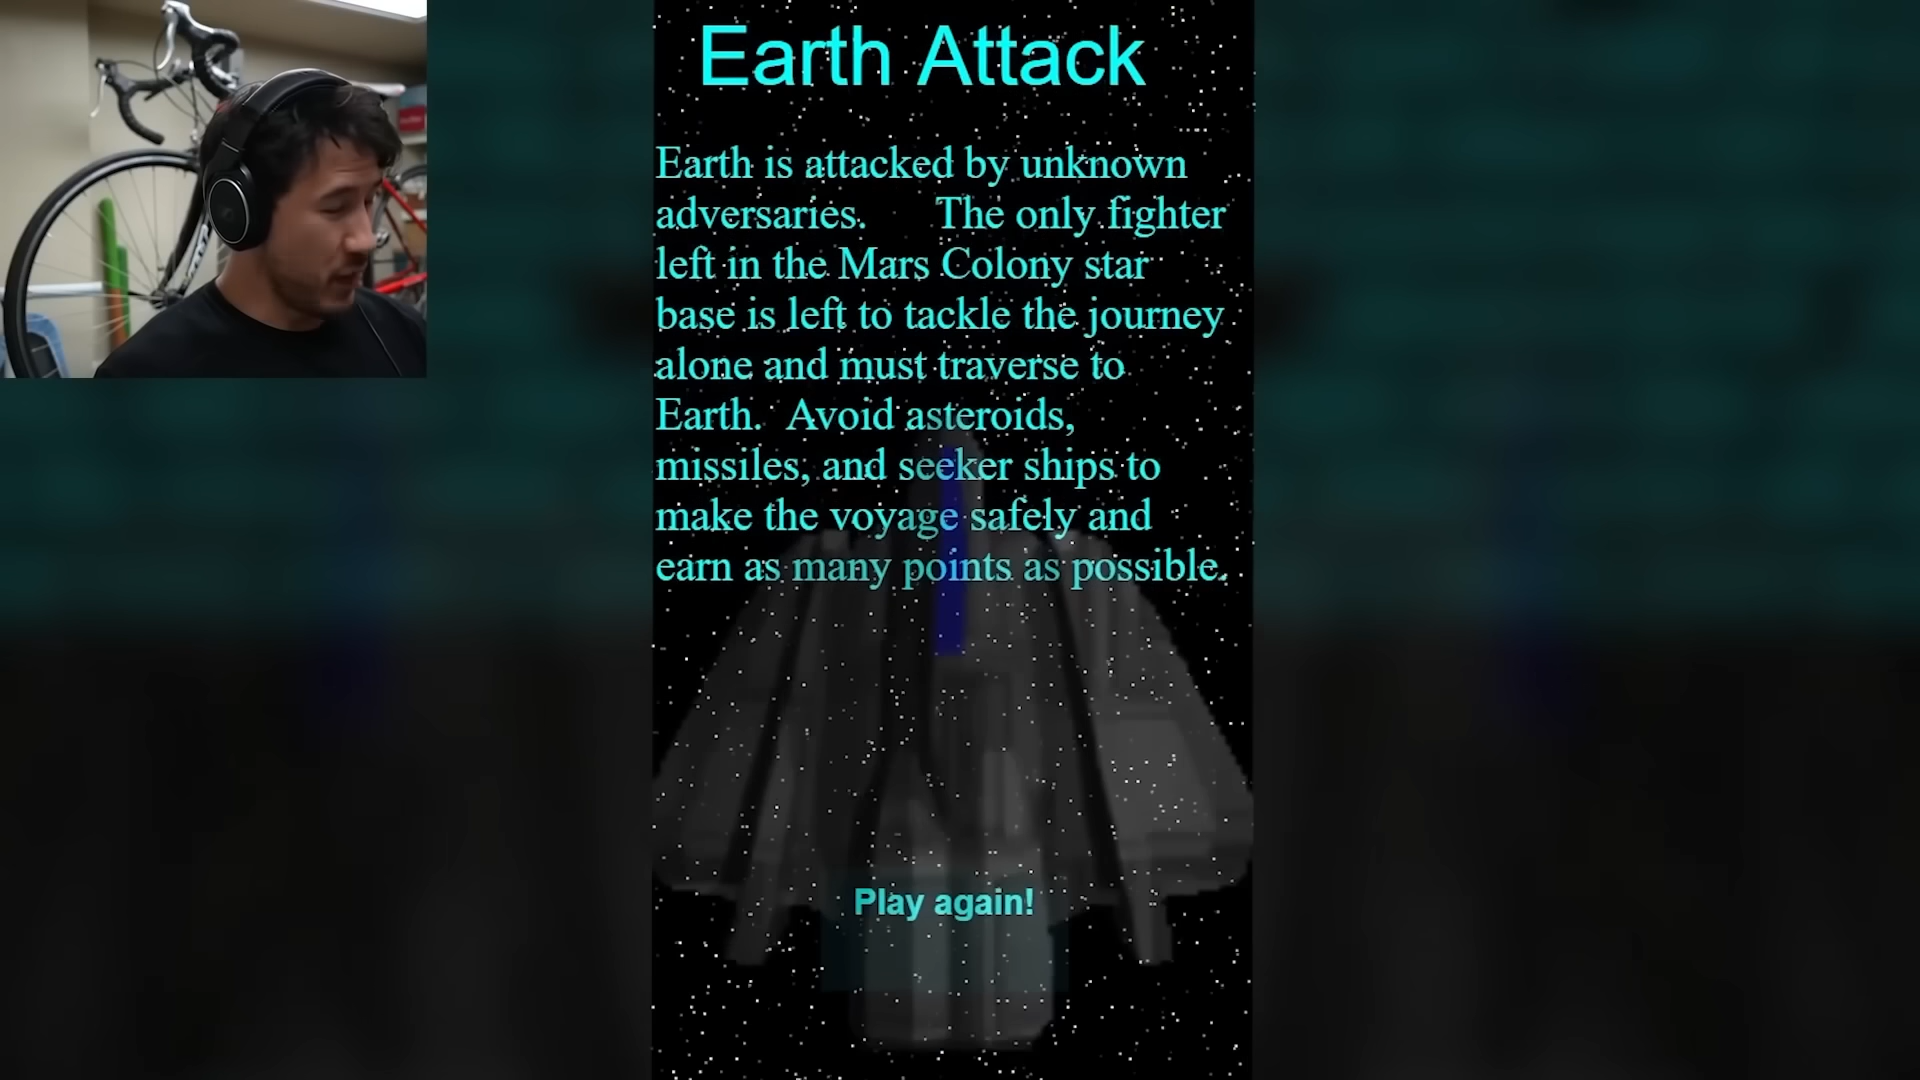 Earth Attack
Earth is attacked by unknown
adversaries. The only fighter
left in the Mars Colony star
base is left to tackle the journey
alone and must traverse to
Earth. Avoid asteroids,
missiles, and seeker ships to
make the voyage safely and
earn as many points as possible.
Play again!